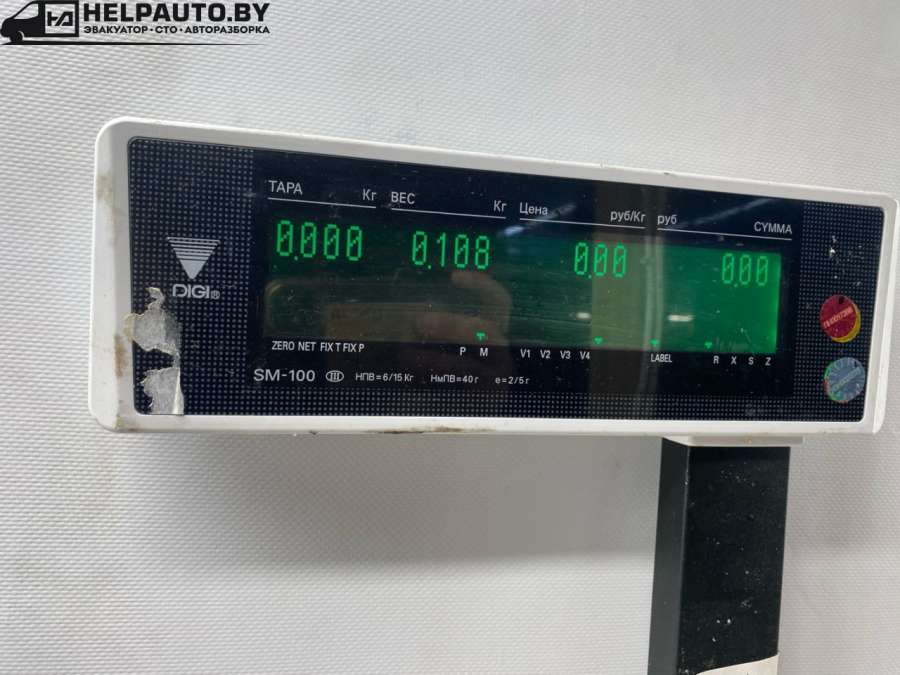 HELPAUTO.BY
ЭВАКУАТОР · СТО · АВТОРАЗБОРКА
ТАРА Кг ВЕС Кг Цена руб/Кг руб СУММА
0.000 0.108 0.00 0.00
DIGI®
ZERO NET FIX T FIX P P M V1 V2 V3 V4 LABEL R X S Z
SM-100 III НПВ = 6/15 Кг НмПВ = 40 г e = 2/5 г